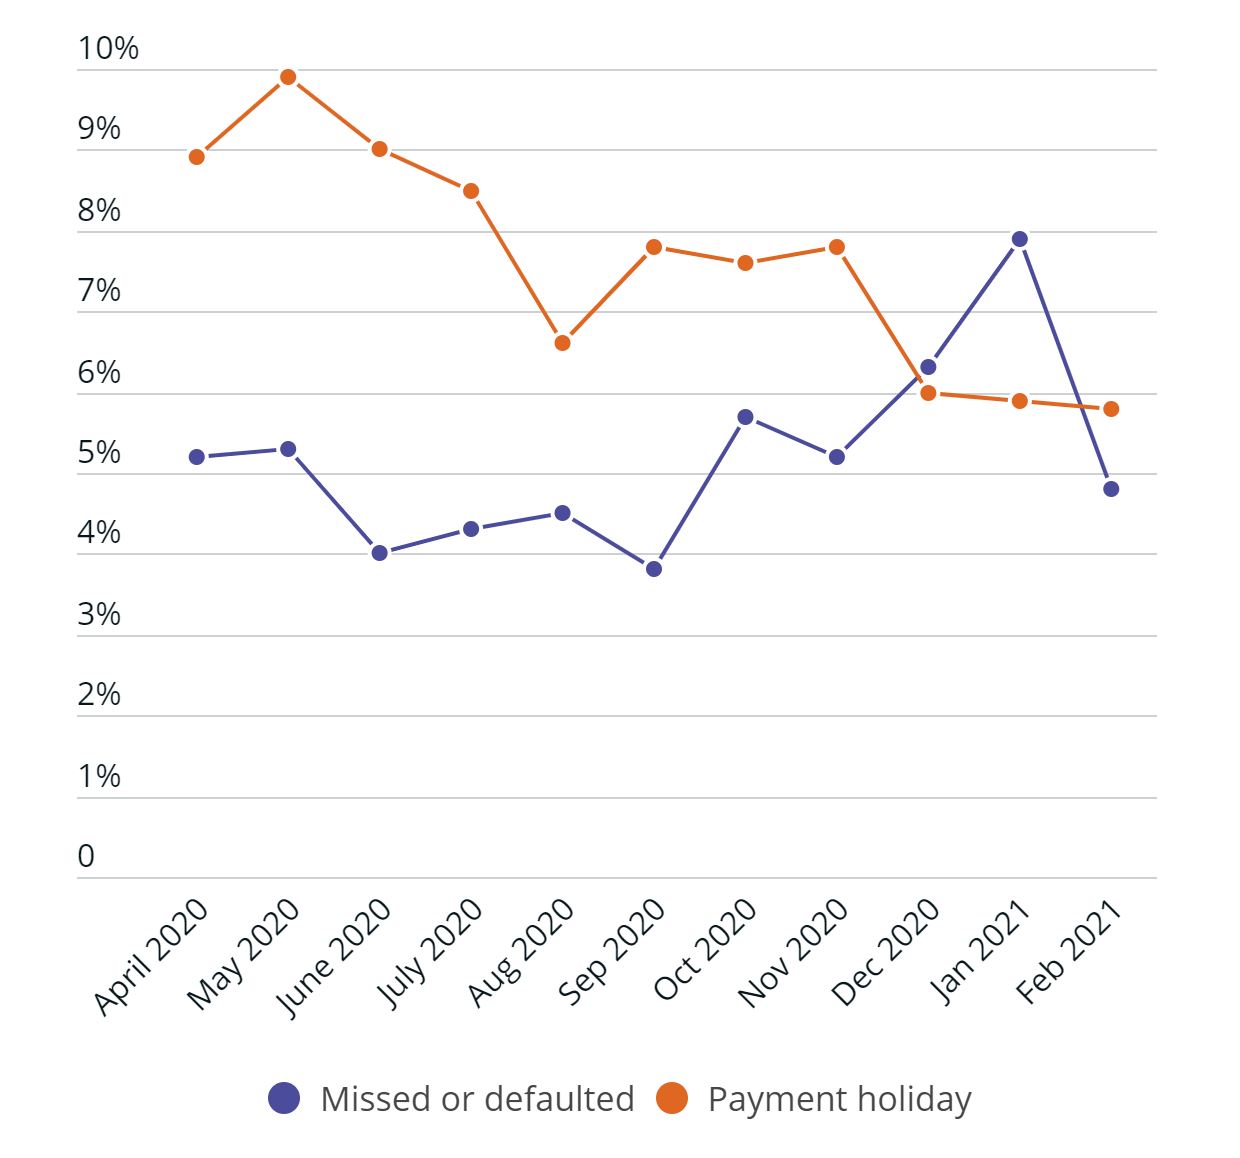 10%
9%
8%
7%
6%
5%
4%
3%
2%
1%
0
April 2020
May 2020
June 2020
July 2020
Aug 2020
Sep 2020
Oct 2020
Nov 2020
Dec 2020
Jan 2021
Feb 2021
Missed or defaulted Payment holiday